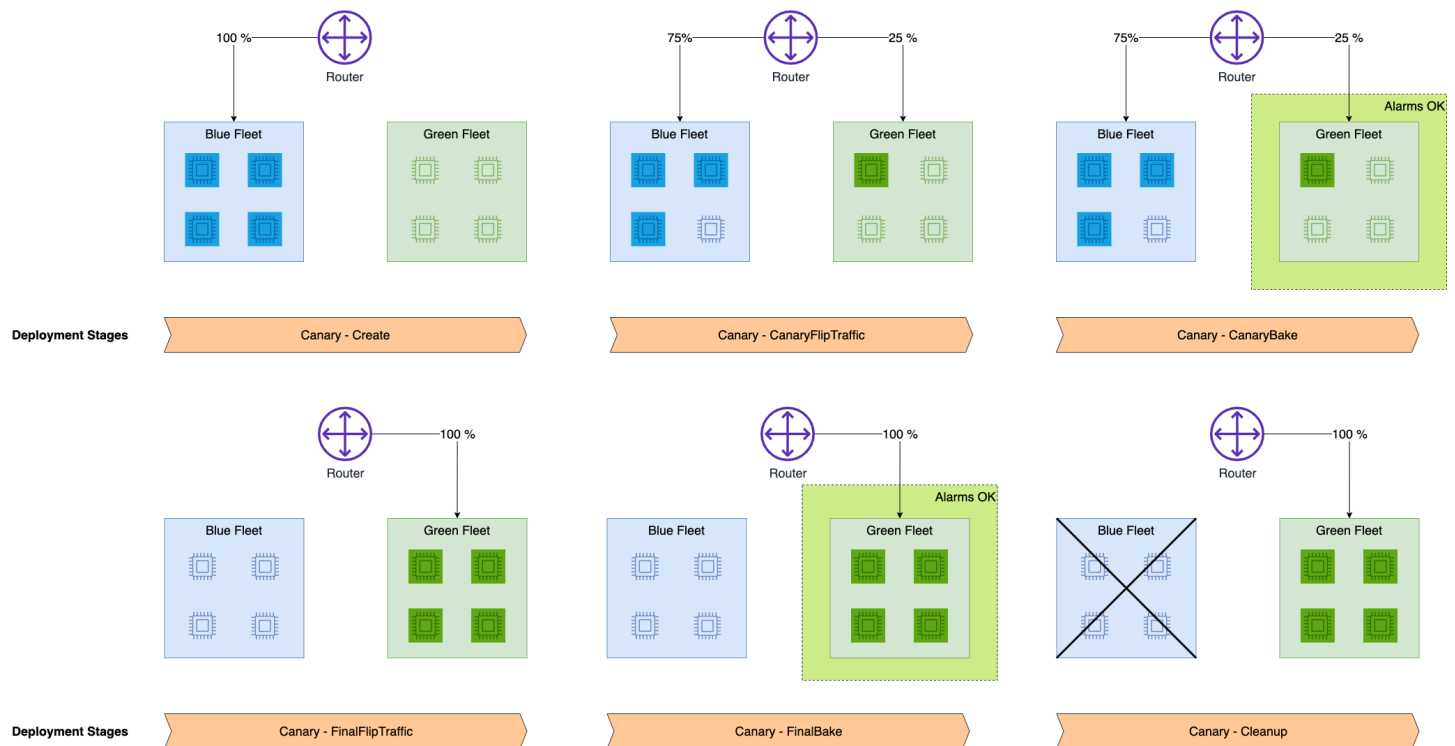 100 %
Router
Blue Fleet
Green Fleet
75%
25 %
Router
Blue Fleet
Green Fleet
75%
25 %
Router
Alarms OK
Blue Fleet
Green Fleet
Deployment Stages
Canary - Create
Canary - CanaryFlipTraffic
Canary - CanaryBake
100 %
Router
Blue Fleet
Green Fleet
100 %
Router
Alarms OK
Blue Fleet
Green Fleet
100 %
Router
Blue Fleet
Green Fleet
Deployment Stages
Canary - FinalFlipTraffic
Canary - FinalBake
Canary - Cleanup